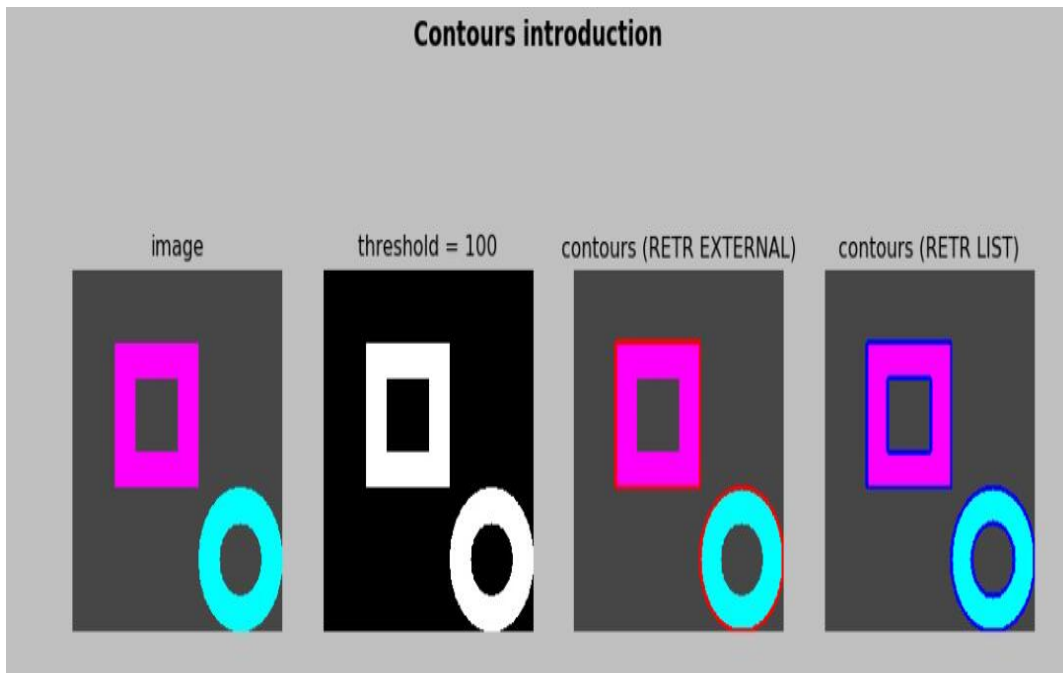 Contours introduction
image
threshold = 100
contours (RETR EXTERNAL)
contours (RETR LIST)